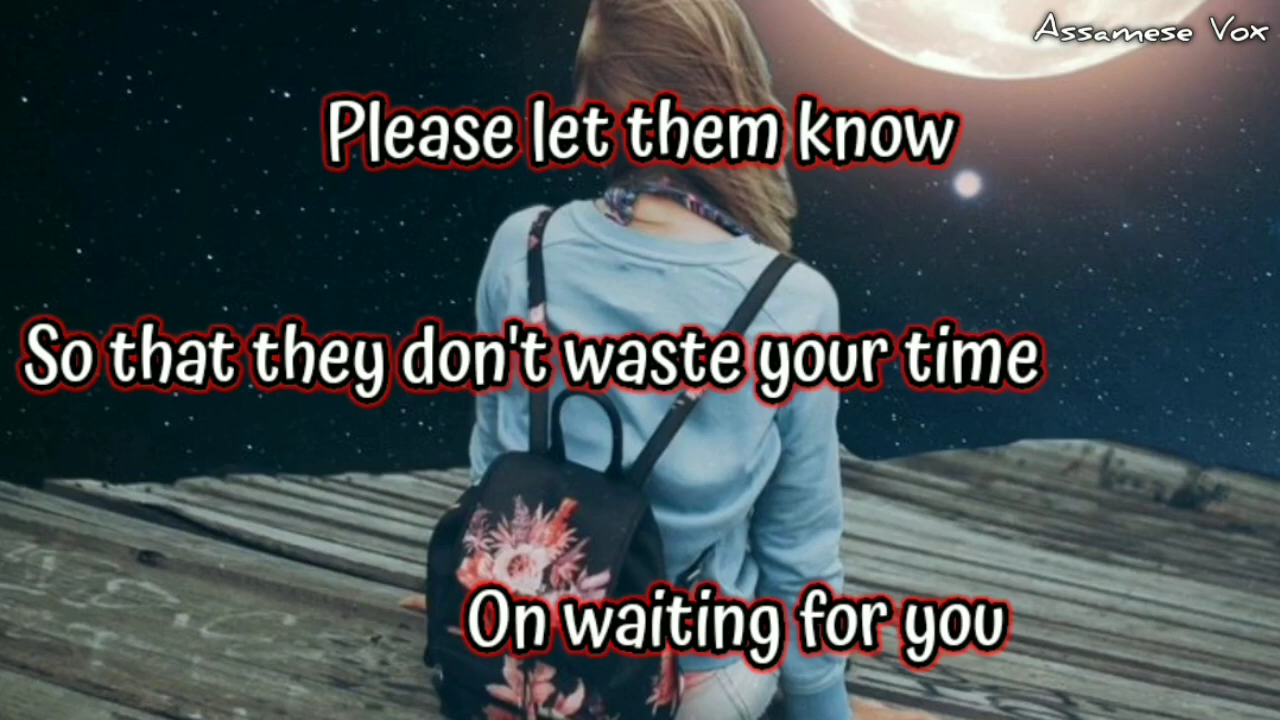 Assamese Vox
Please let them know
So that they don't waste your time
On waiting for you